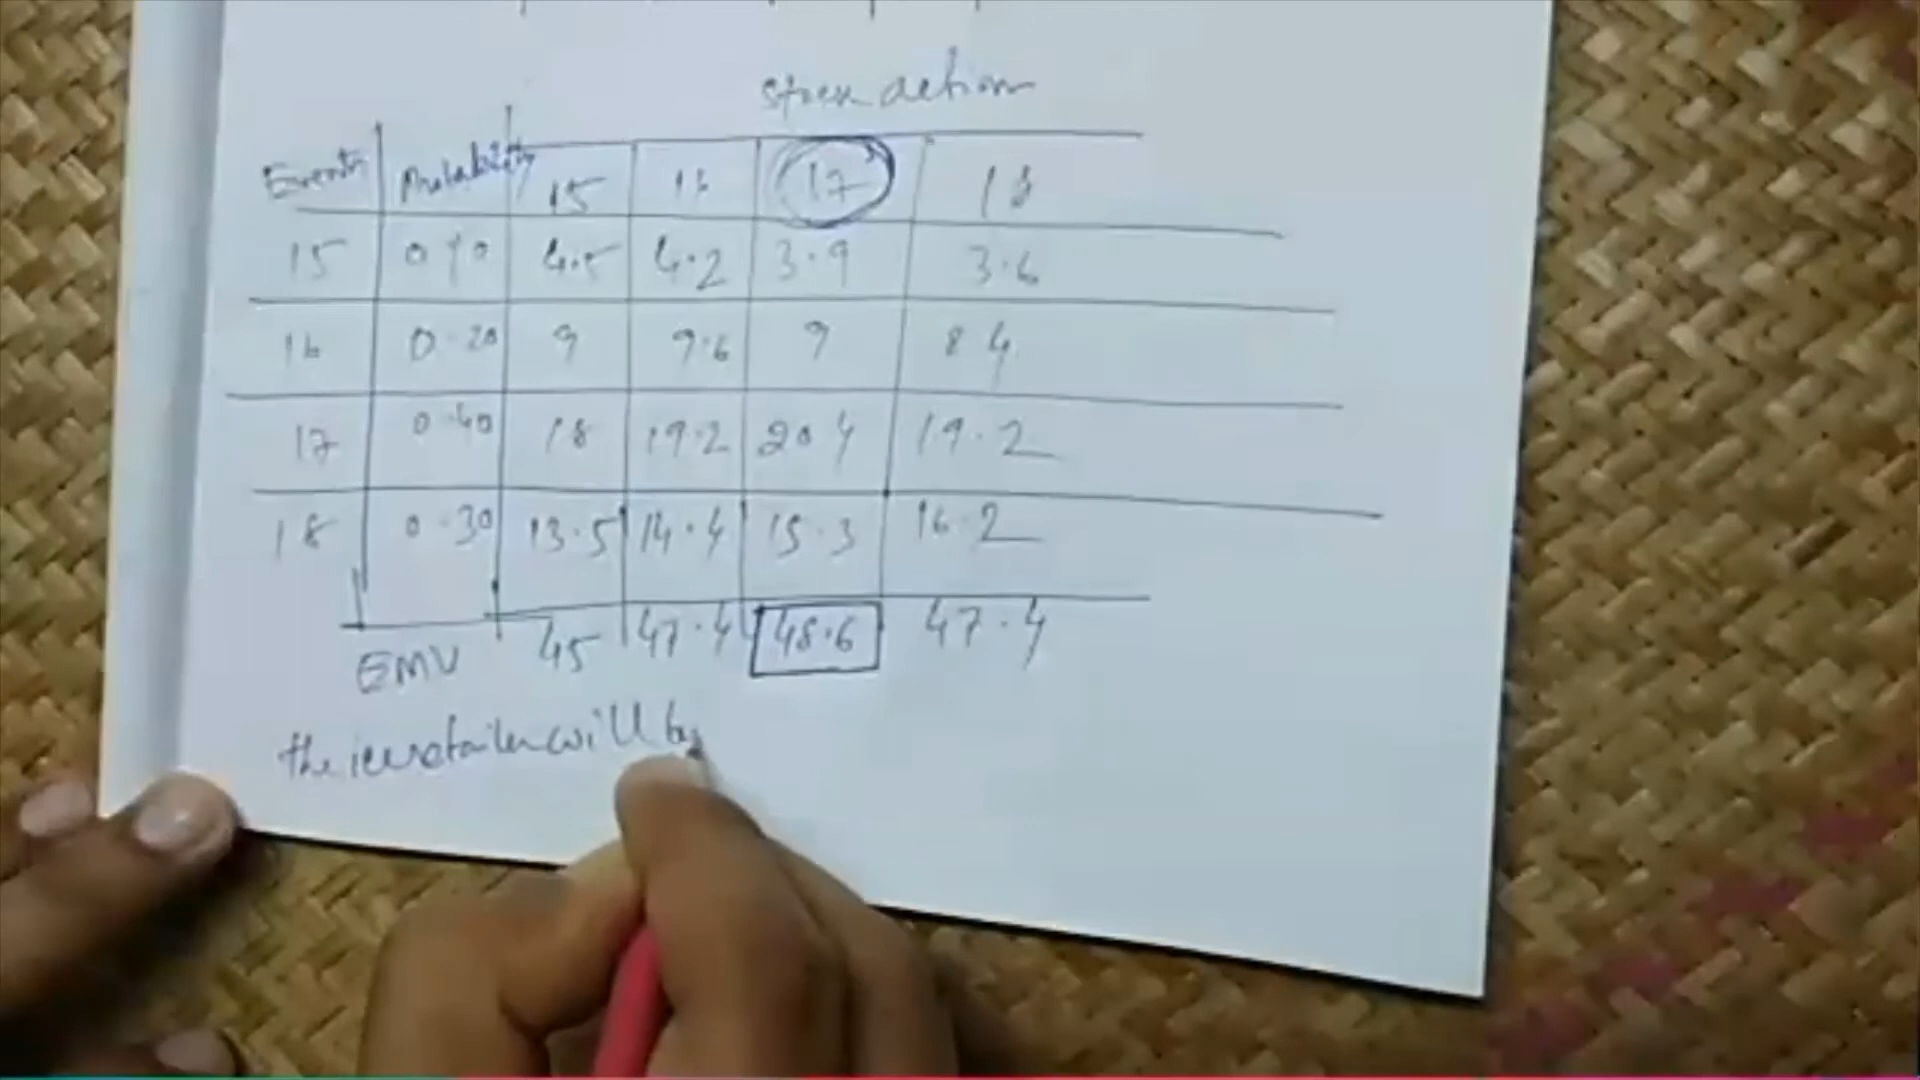 stock action
Events Probability 15 16 17 18
15 0.10 4.5 4.2 3.9 3.6
16 0.20 9 9.6 9 8.4
17 0.40 18 19.2 20.4 19.2
18 0.30 13.5 14.4 15.3 16.2
EMV 45 47.4 48.6 47.4
the ice retailer will